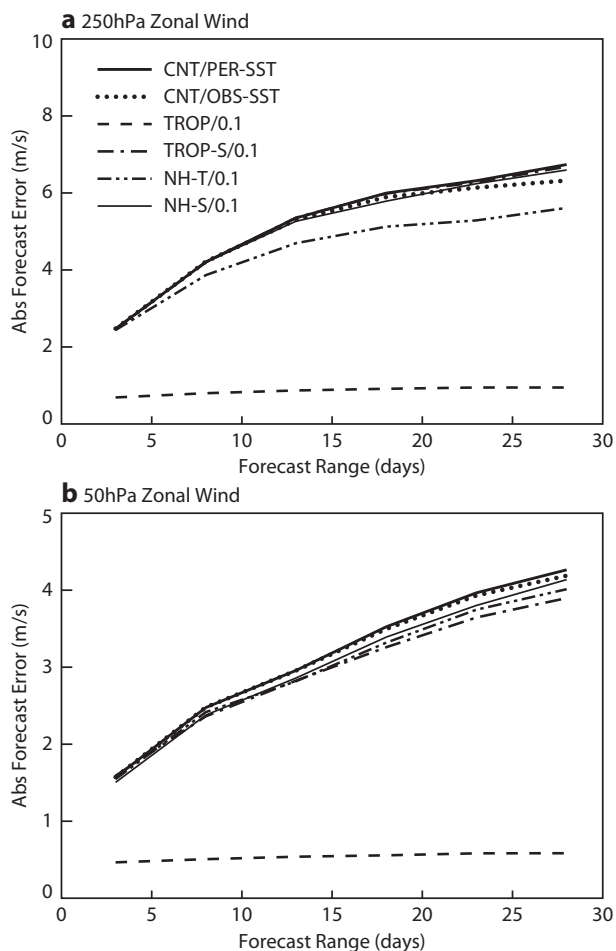 a 250hPa Zonal Wind
10
8
6
4
2
0
Abs Forecast Error (m/s)
CNT/PER-SST
CNT/OBS-SST
TROP/0.1
TROP-S/0.1
NH-T/0.1
NH-S/0.1
0 5 10 15 20 25 30
Forecast Range (days)
b 50hPa Zonal Wind
5
4
3
2
1
0
Abs Forecast Error (m/s)
0 5 10 15 20 25 30
Forecast Range (days)